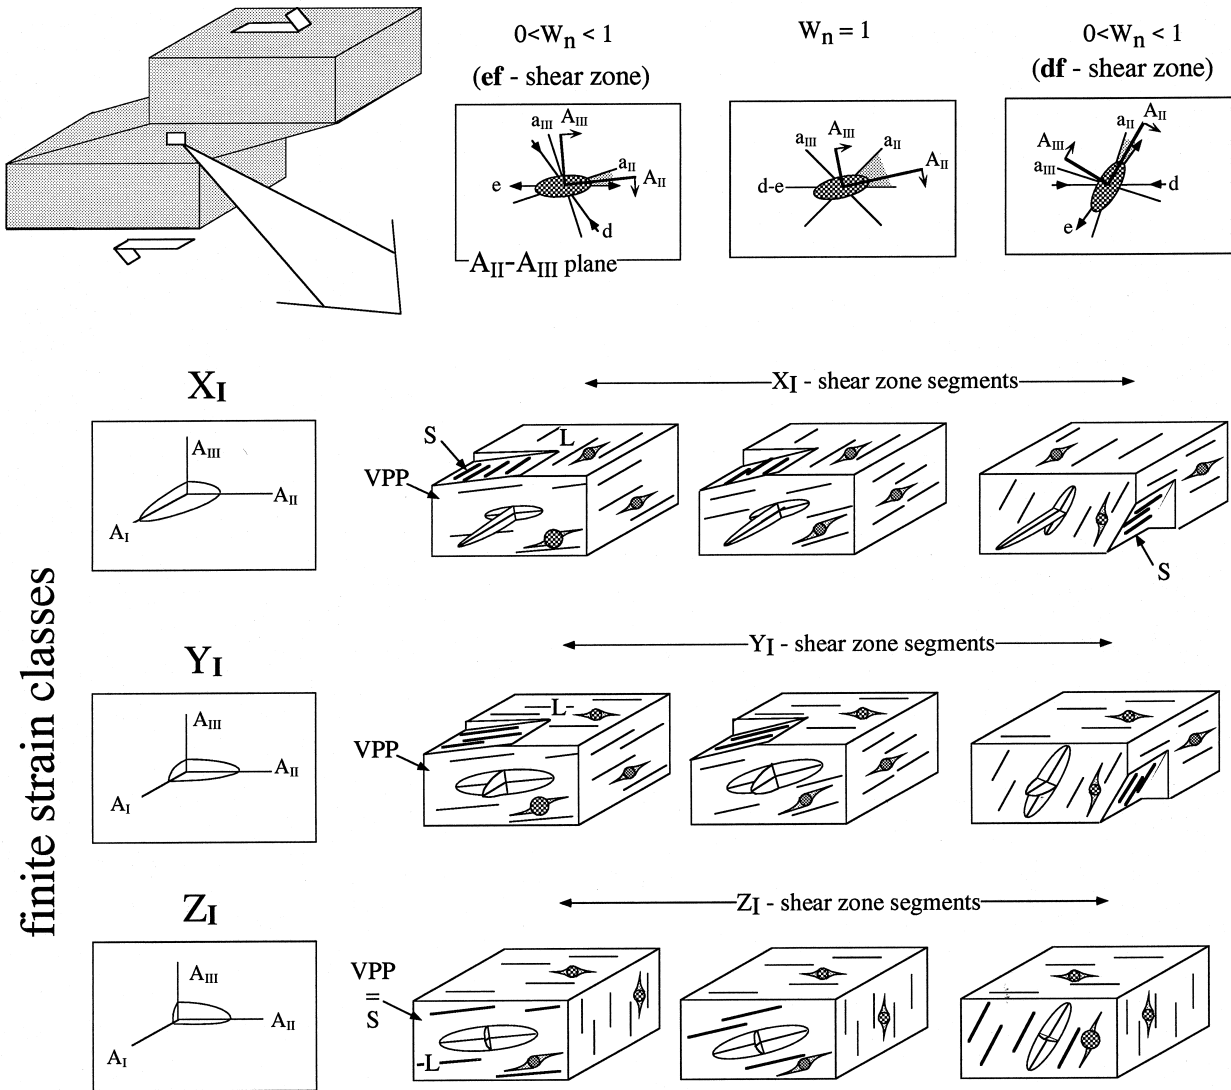 0<Wn < 1
(ef - shear zone)
Wn = 1
0<Wn < 1
(df - shear zone)
aIII
AIII
aII
AII
e
d
AII-AIII plane
aIII
AIII
aII
AII
d-e
aII
AII
AIII
aIII
d
e
finite strain classes
XI
XI - shear zone segments
AIII
AII
AI
S
L
VPP
S
YI
YI - shear zone segments
AIII
AII
AI
L
VPP
ZI
ZI - shear zone segments
AIII
AII
AI
VPP
=
S
L